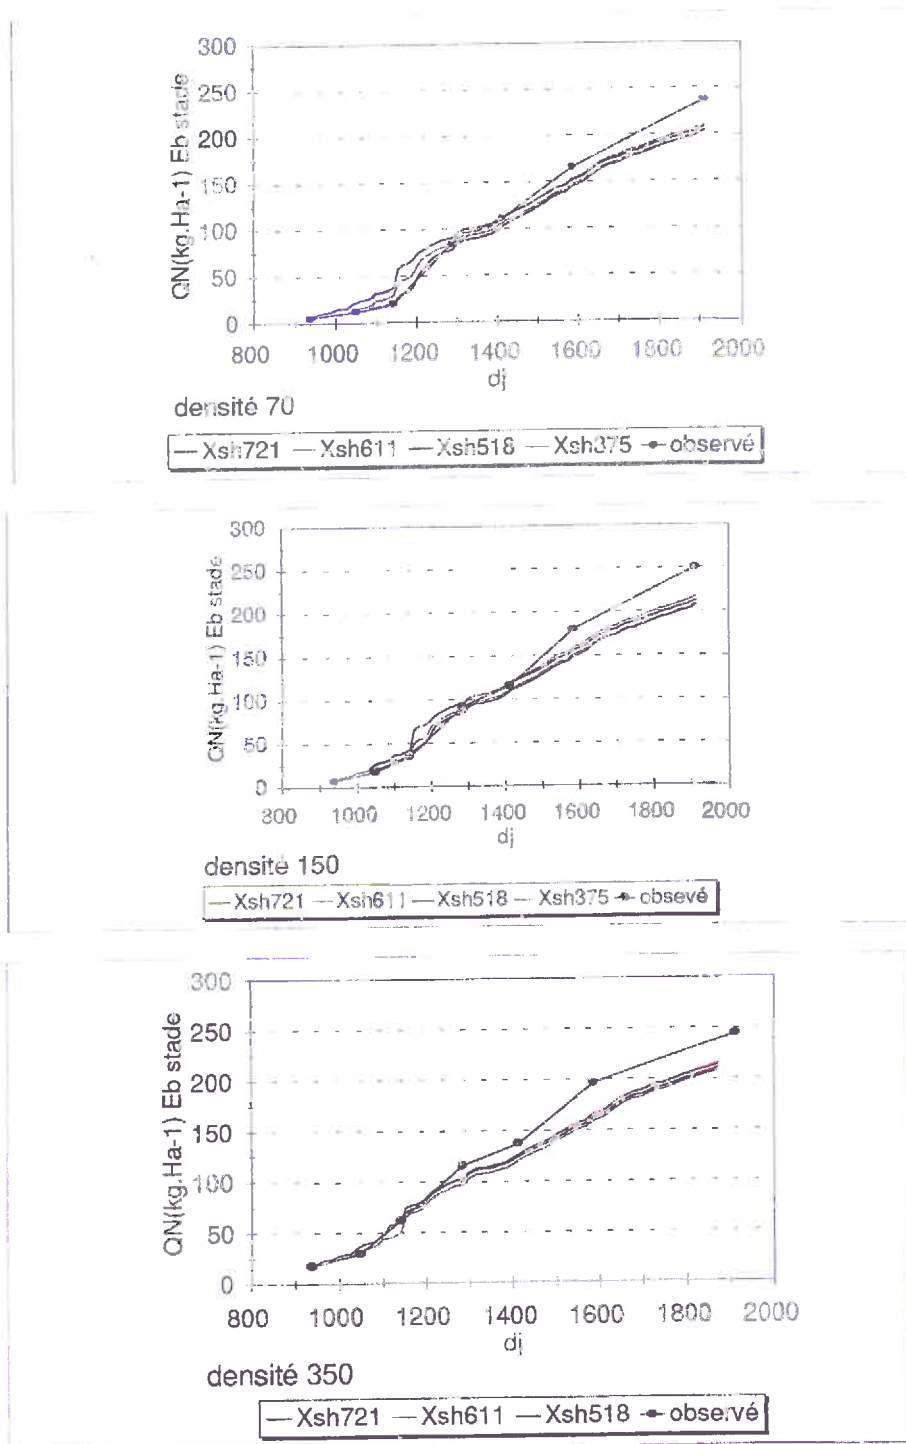 300
250
200
150
100
50
0
QN(kg.Ha-1) Eb stade
800 1000 1200 1400 1600 1800 2000
dj
densité 70
Xsh721 Xsh611 Xsh518 Xsh375 observé
300
250
200
150
100
50
0
QN(kg.Ha-1) Eb stade
800 1000 1200 1400 1600 1800 2000
dj
densité 150
Xsh721 Xsh611 Xsh518 Xsh375 obsevé
300
250
200
150
100
50
0
QN(kg.Ha-1) Eb stade
800 1000 1200 1400 1600 1800 2000
dj
densité 350
Xsh721 Xsh611 Xsh518 observé